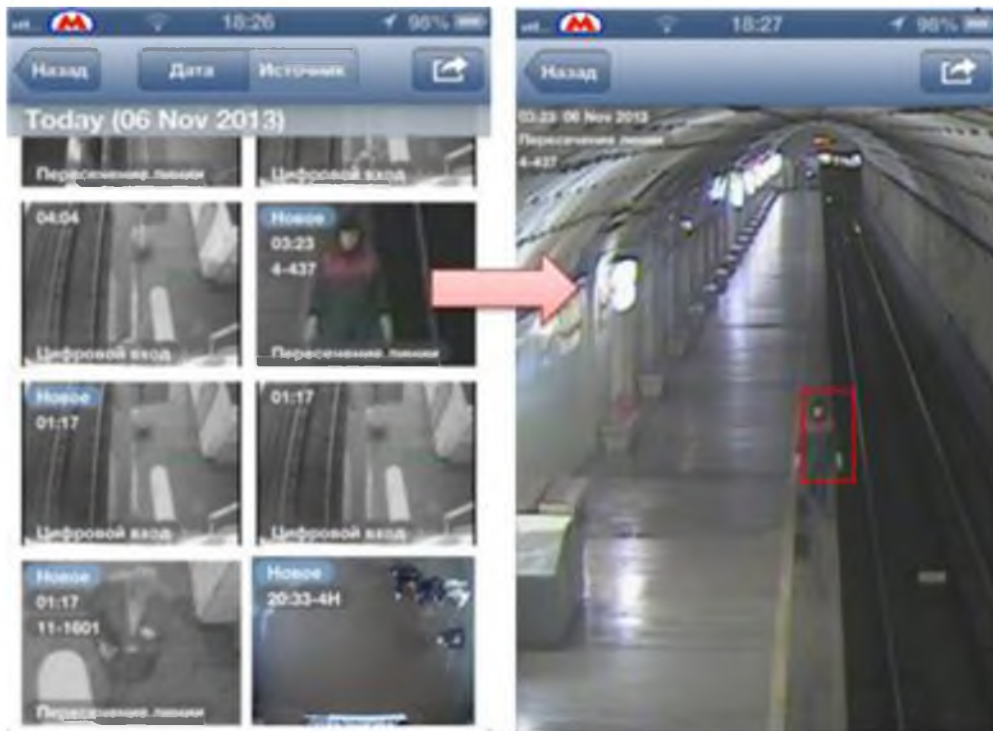 M
18:26
98%
Назад
Дата
Источник
Today (06 Nov 2013)
Пересечение линии
Цифровой вход
04:04
Цифровой вход
Новое
03:23
4-437
Пересечение линии
Новое
01:17
Цифровой вход
01:17
Цифровой вход
Новое
01:17
11-1601
Пересечение линии
Новое
20:33-4Н
M
18:27
98%
Назад
03:23 06 Nov 2013
Пересечение линии
4-437